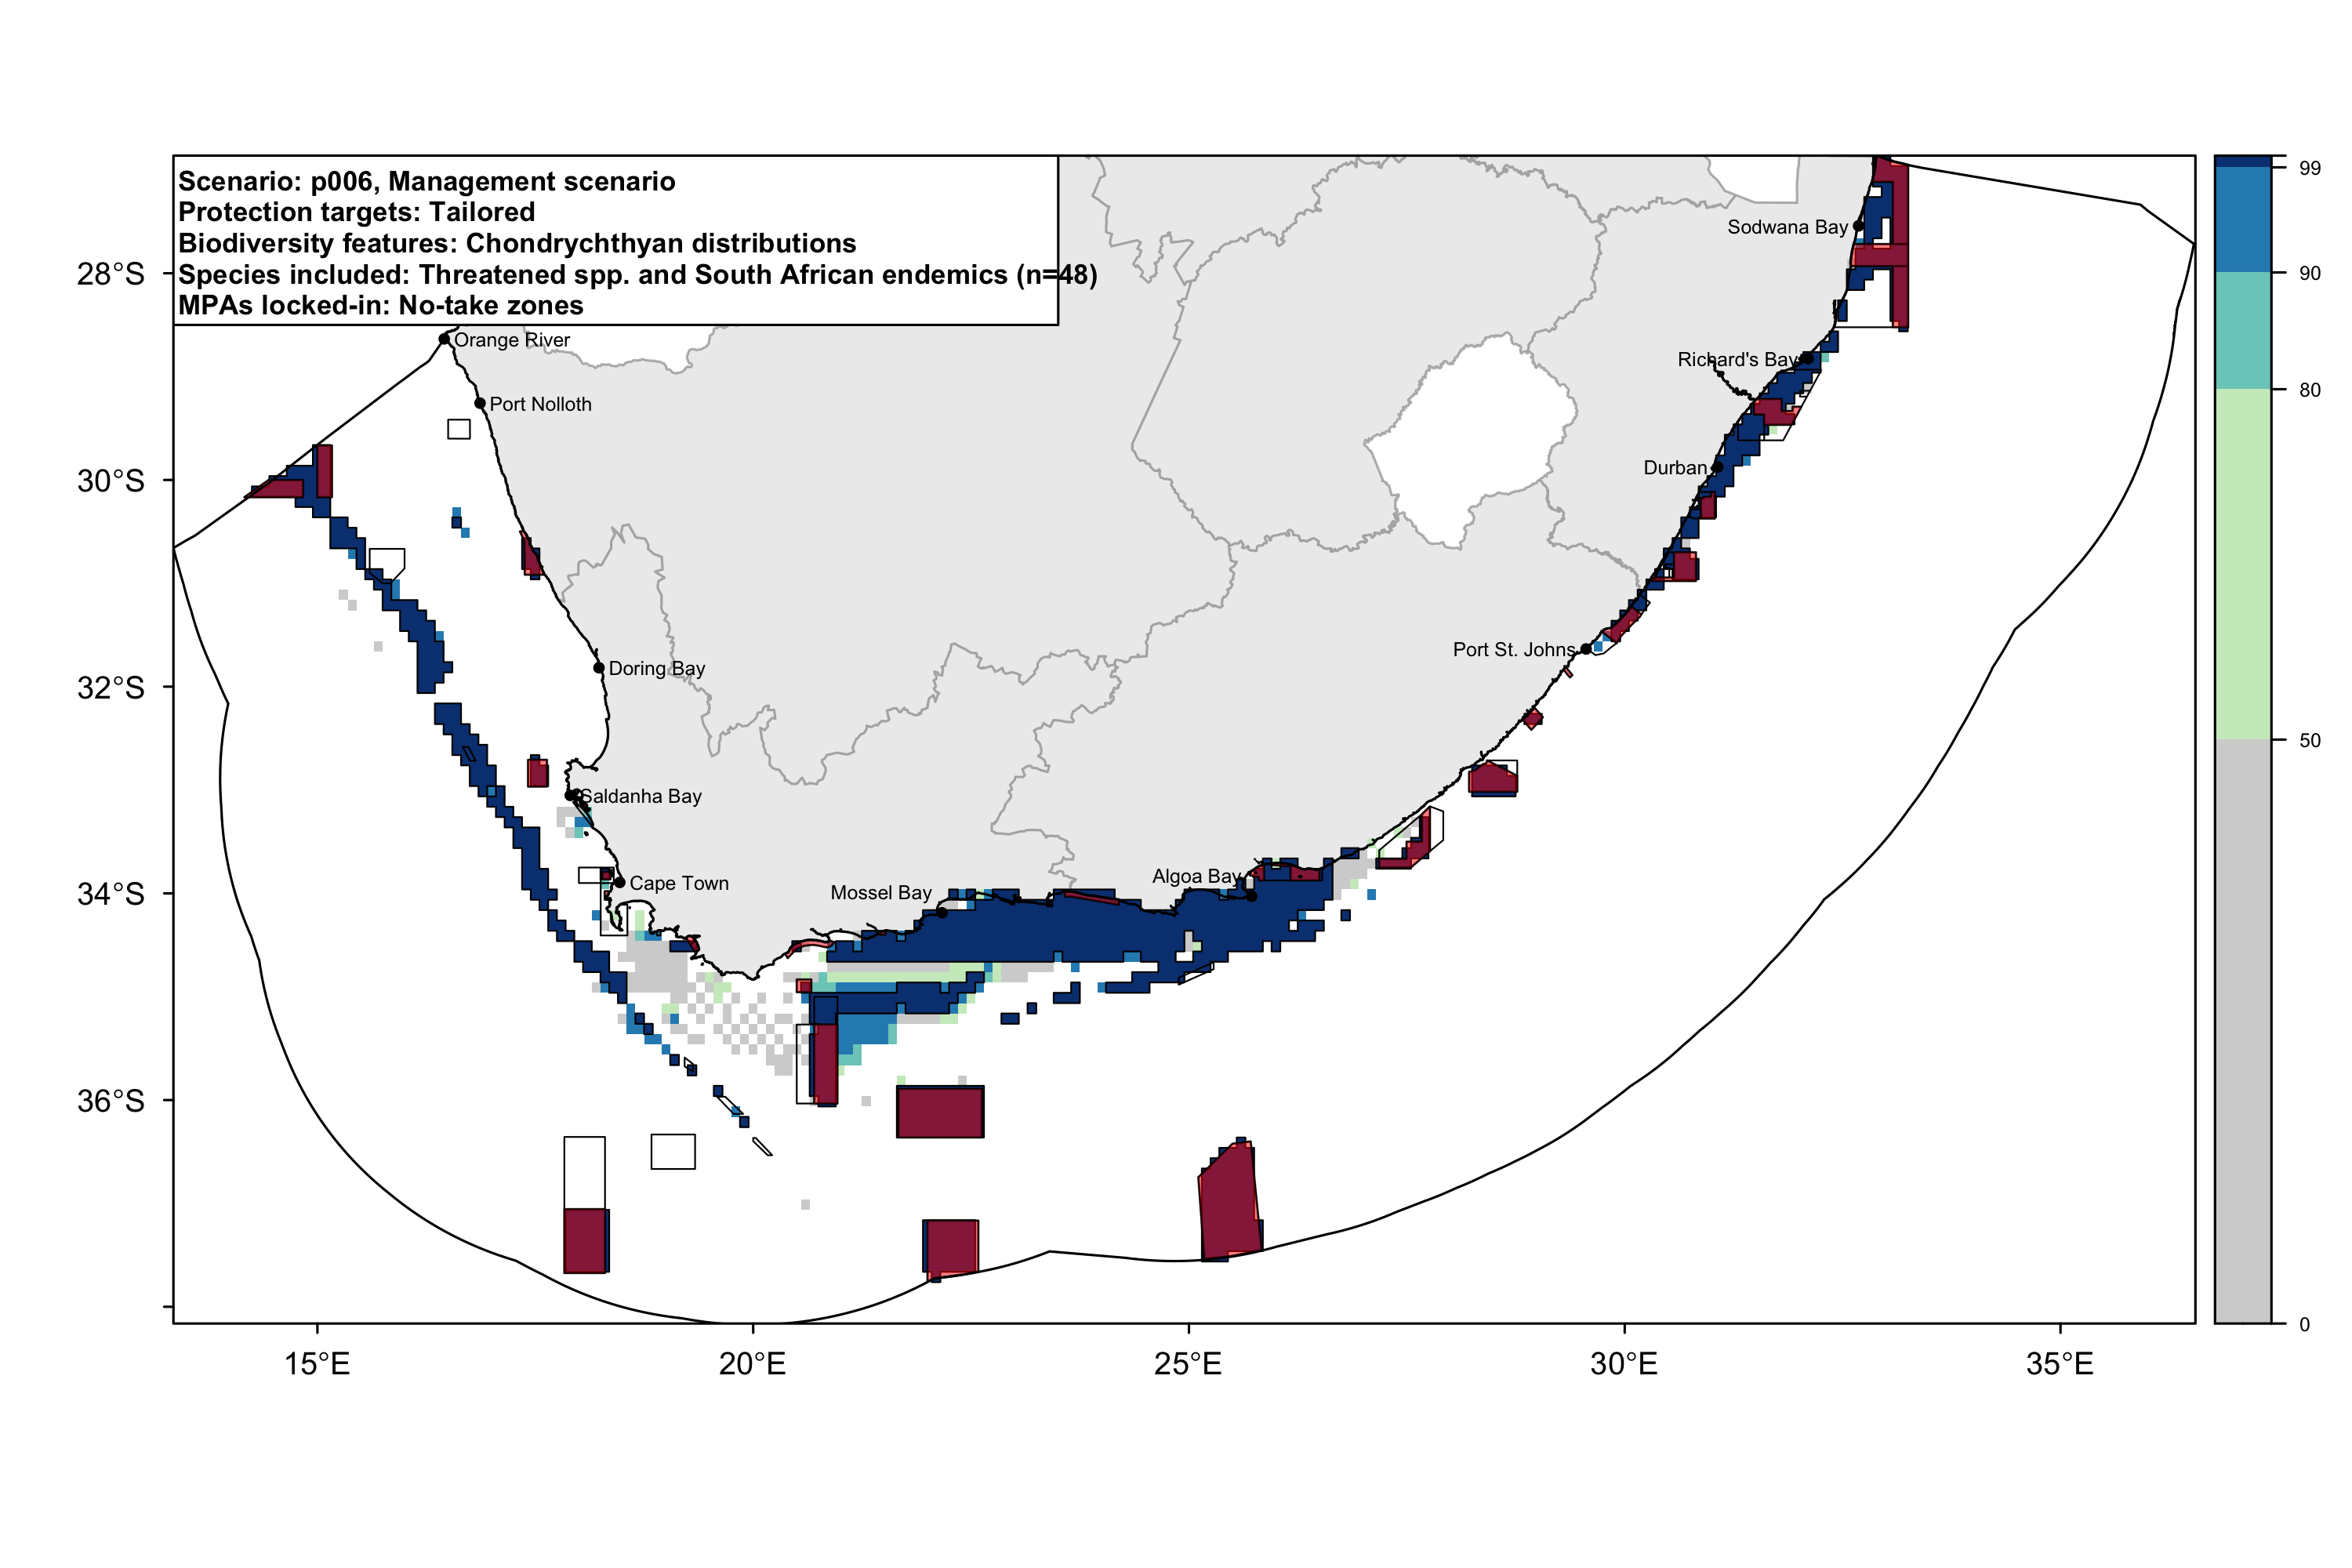 Scenario: p006, Management scenario
Protection targets: Tailored
Biodiversity features: Chondrychthyan distributions
Species included: Threatened spp. and South African endemics (n=48)
MPAs locked-in: No-take zones
28°S
30°S
32°S
34°S
36°S
15°E
20°E
25°E
30°E
35°E
Sodwana Bay
Richard's Bay
Durban
Port St. Johns
Algoa Bay
Mossel Bay
Cape Town
Saldanha Bay
Doring Bay
Port Nolloth
Orange River
99
90
80
50
0